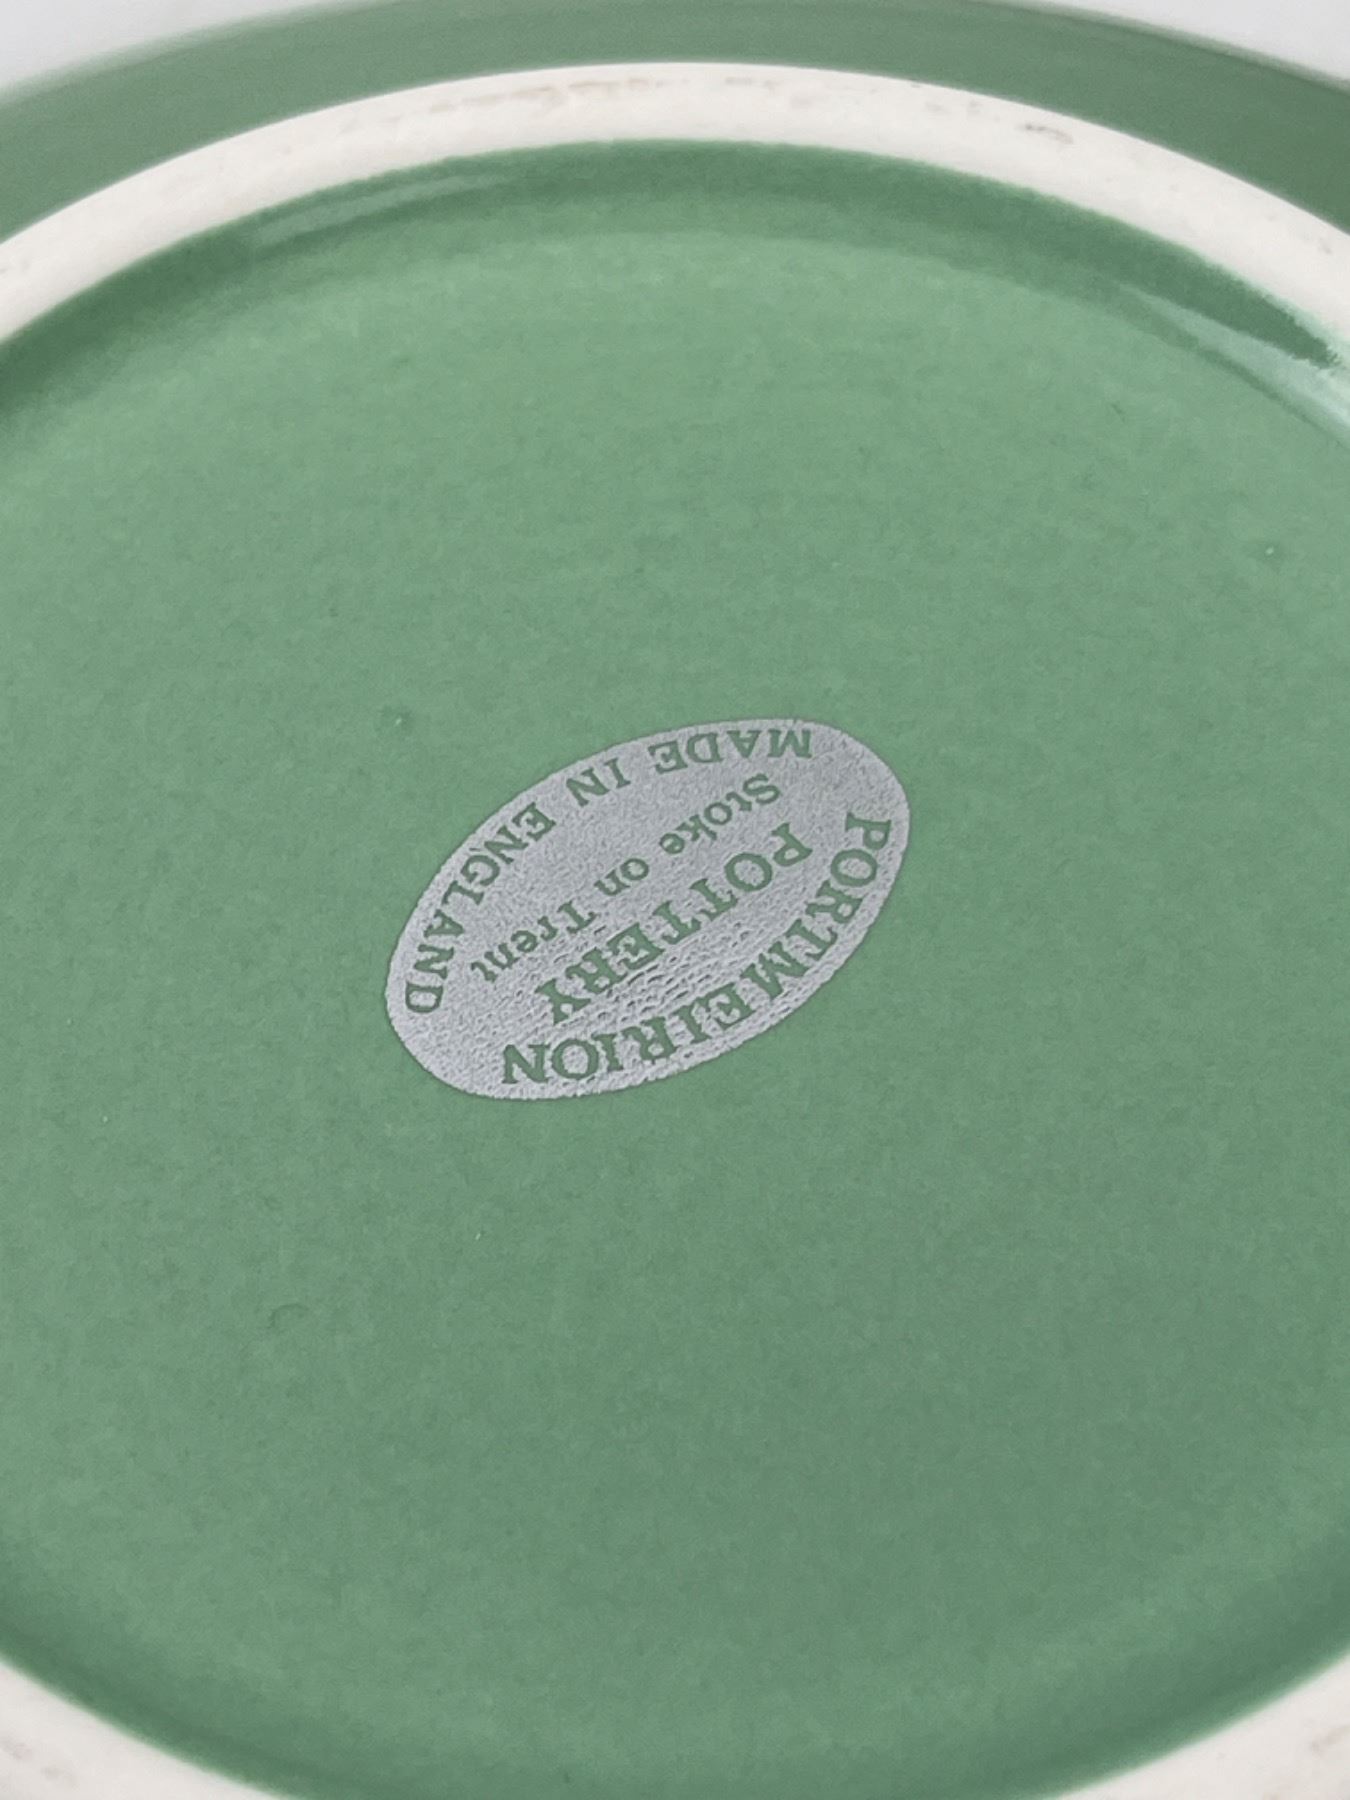 PORTMEIRION
POTTERY
Stoke on Trent
MADE IN ENGLAND